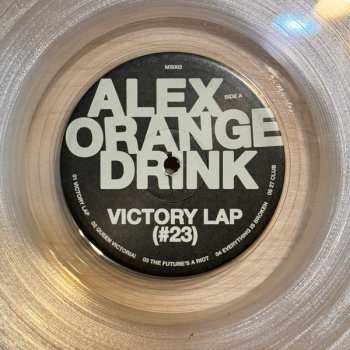 MSI003
SIDE A
ALEX
ORANGE
DRINK
VICTORY LAP
(#23)
01 VICTORY LAP
02 QUEEN VICTORIA!
03 THE FUTURE'S A RIOT
04 EVERYTHING IS BROKEN
05 27 CLUB